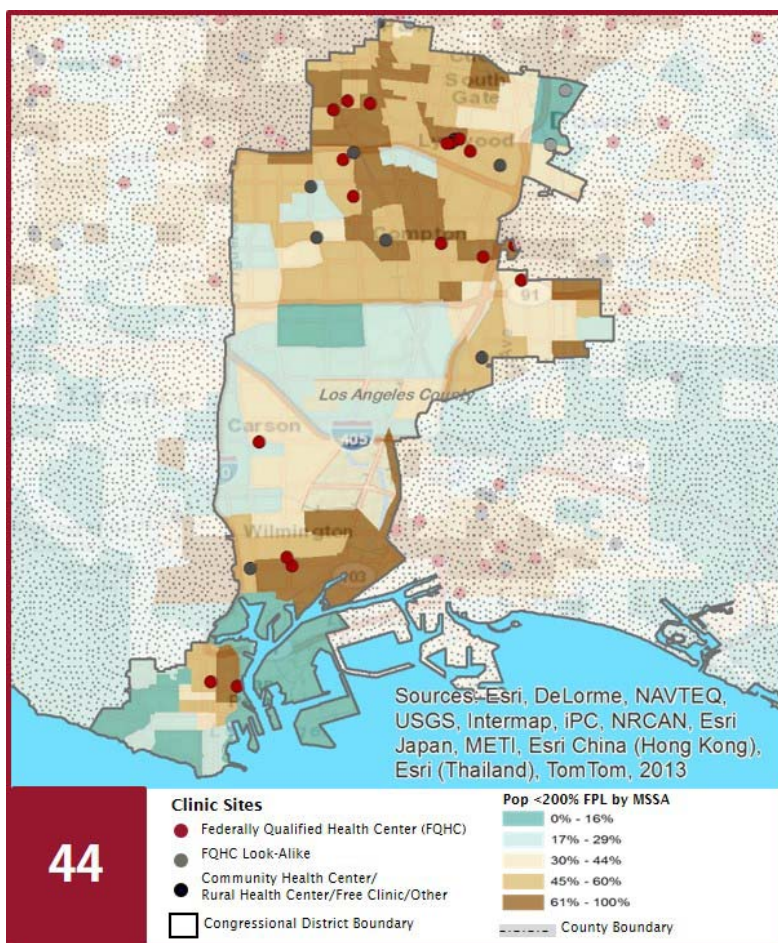 South
Gate
Lynwood
Compton
91
Ave
Los Angeles County
Carson
405
Wilmington
Sources: Esri, DeLorme, NAVTEQ,
USGS, Intermap, iPC, NRCAN, Esri
Japan, METI, Esri China (Hong Kong),
Esri (Thailand), TomTom, 2013
44
Clinic Sites
Federally Qualified Health Center (FQHC)
FQHC Look-Alike
Community Health Center/
Rural Health Center/Free Clinic/Other
Congressional District Boundary
Pop <200% FPL by MSSA
0% - 16%
17% - 29%
30% - 44%
45% - 60%
61% - 100%
County Boundary